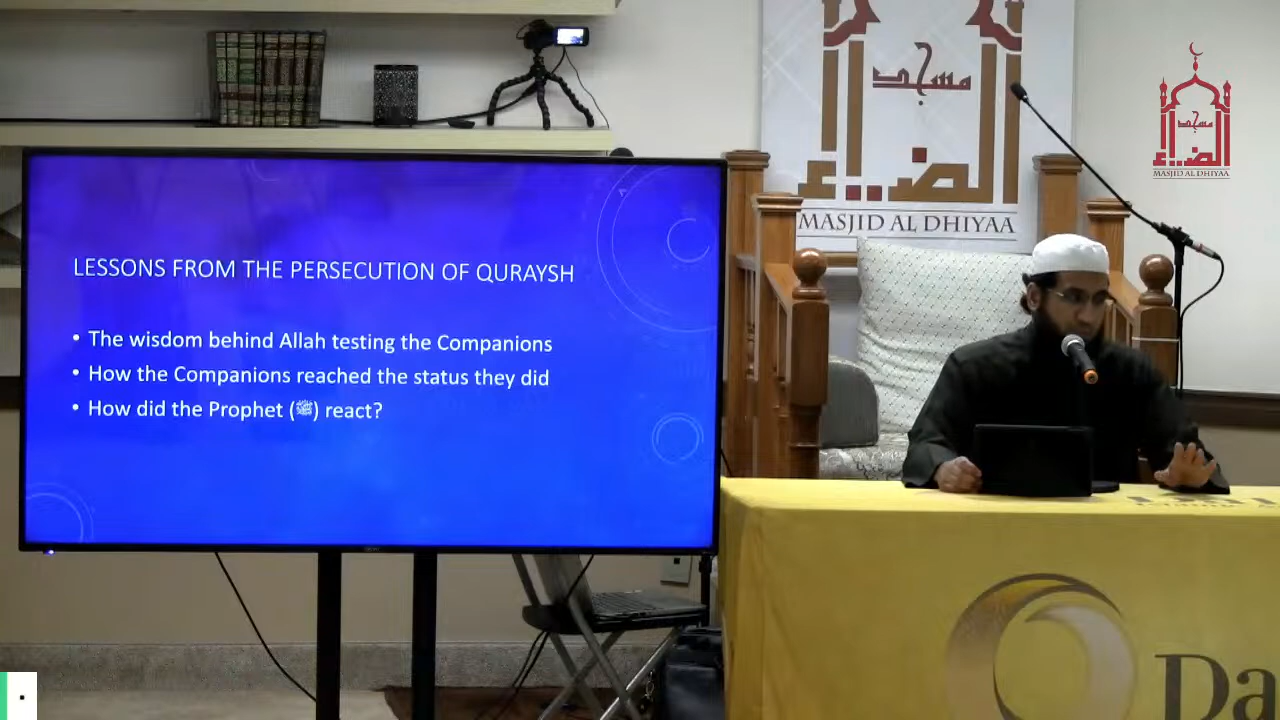 LESSONS FROM THE PERSECUTION OF QURAYSH
• The wisdom behind Allah testing the Companions
• How the Companions reached the status they did
• How did the Prophet (ﷺ) react?
مسجد
الضياء
MASJID AL DHIYAA
مسجد
الضياء
MASJID AL DHIYAA
Da